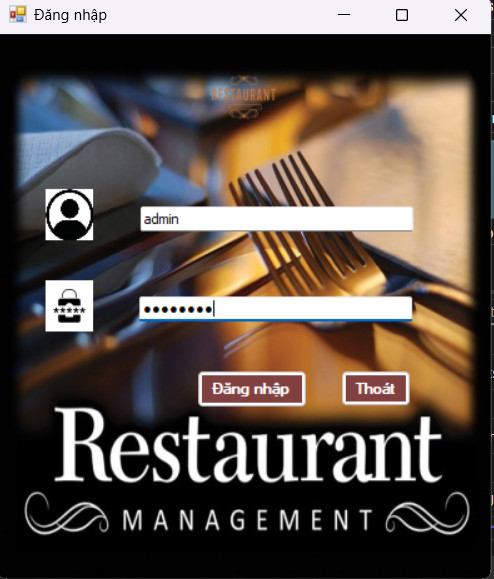 Đăng nhập
RESTAURANT
admin
●●●●●●●●
*****
Đăng nhập Thoát
Restaurant
MANAGEMENT